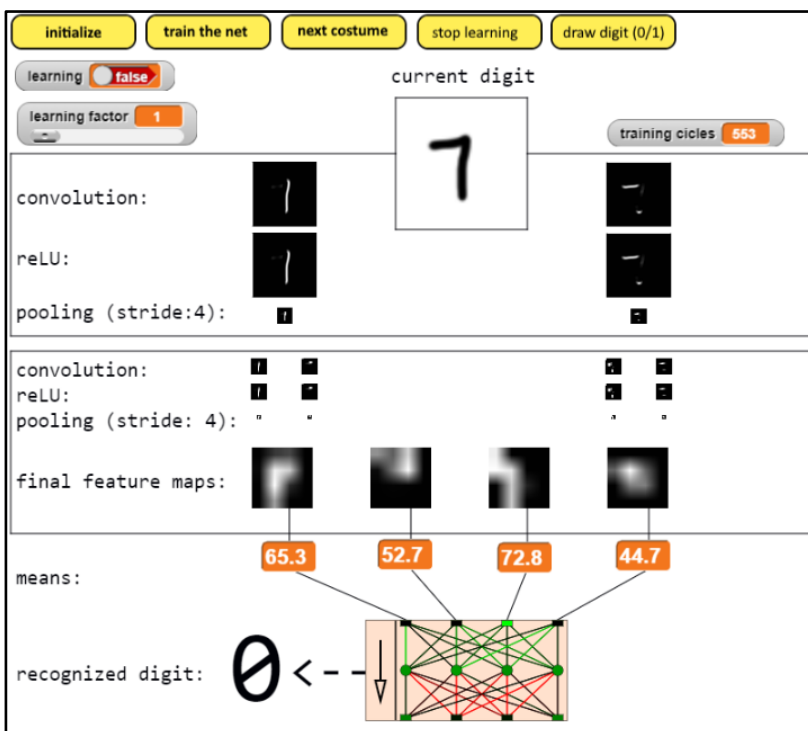 initialize train the net next costume stop learning draw digit (0/1)
learning false
current digit
learning factor 1
training cicles 553
7
convolution:
reLU:
pooling (stride:4):
convolution:
reLU:
pooling (stride: 4):
final feature maps:
65.3 52.7 72.8 44.7
means:
recognized digit: 0 <--